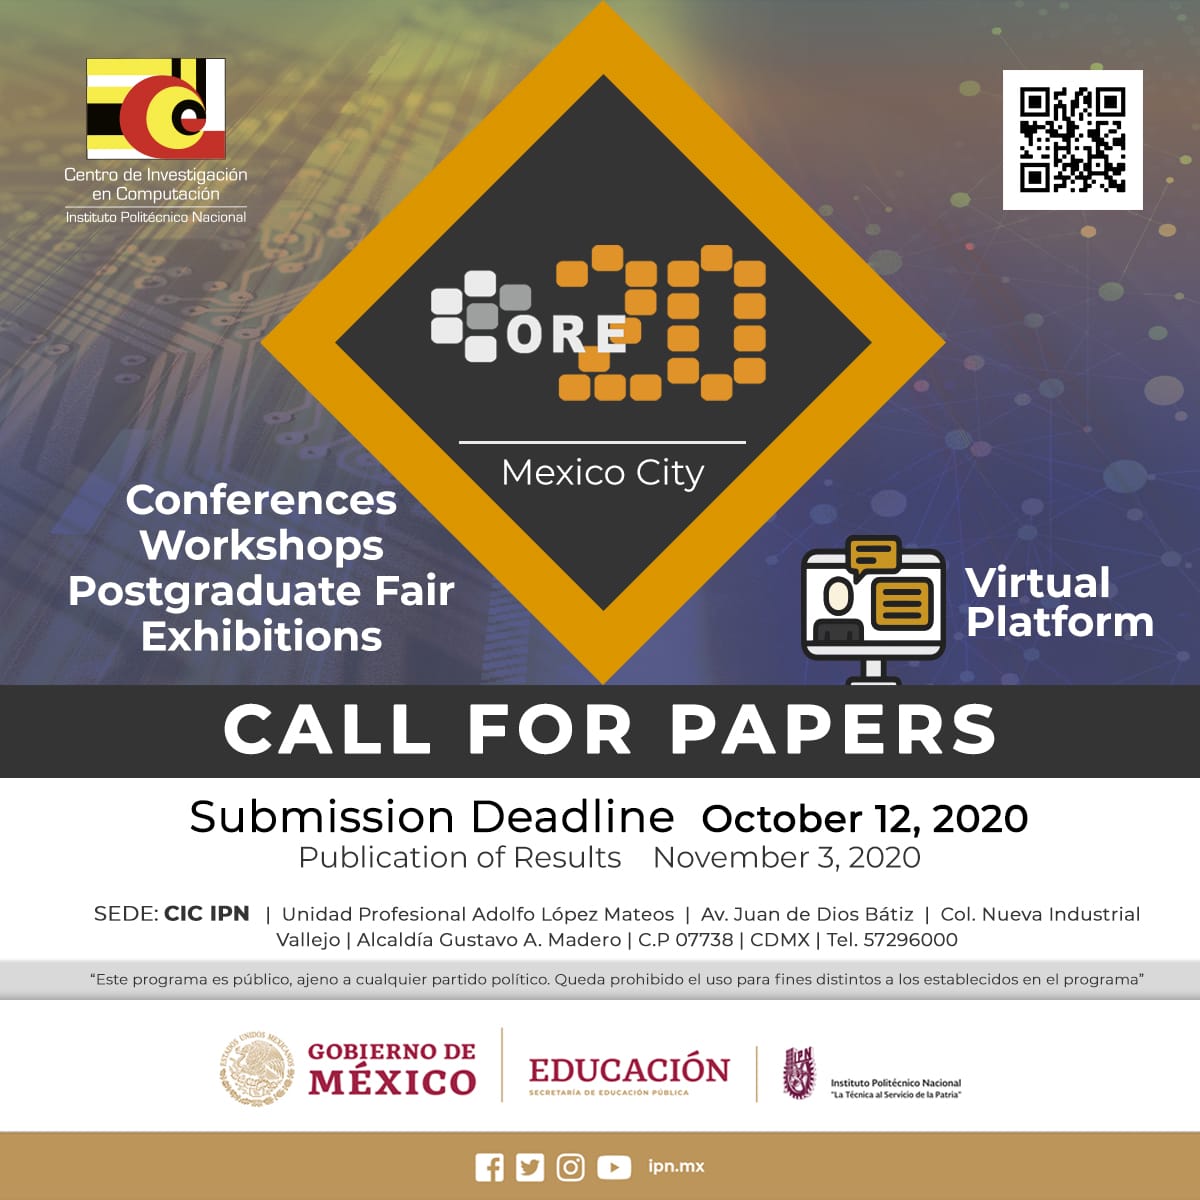 Centro de Investigación
en Computación
Instituto Politécnico Nacional
CORE 20
Mexico City
Conferences
Workshops
Postgraduate Fair
Exhibitions
Virtual
Platform
CALL FOR PAPERS
Submission Deadline October 12, 2020
Publication of Results November 3, 2020
SEDE: CIC IPN | Unidad Profesional Adolfo López Mateos | Av. Juan de Dios Bátiz | Col. Nueva Industrial
Vallejo | Alcaldía Gustavo A. Madero | C.P 07738 | CDMX | Tel. 57296000
“Este programa es público, ajeno a cualquier partido político. Queda prohibido el uso para fines distintos a los establecidos en el programa”
ESTADOS UNIDOS MEXICANOS
GOBIERNO DE
MÉXICO
EDUCACIÓN
SECRETARÍA DE EDUCACIÓN PÚBLICA
IPN
Instituto Politécnico Nacional
"La Técnica al Servicio de la Patria"
ipn.mx